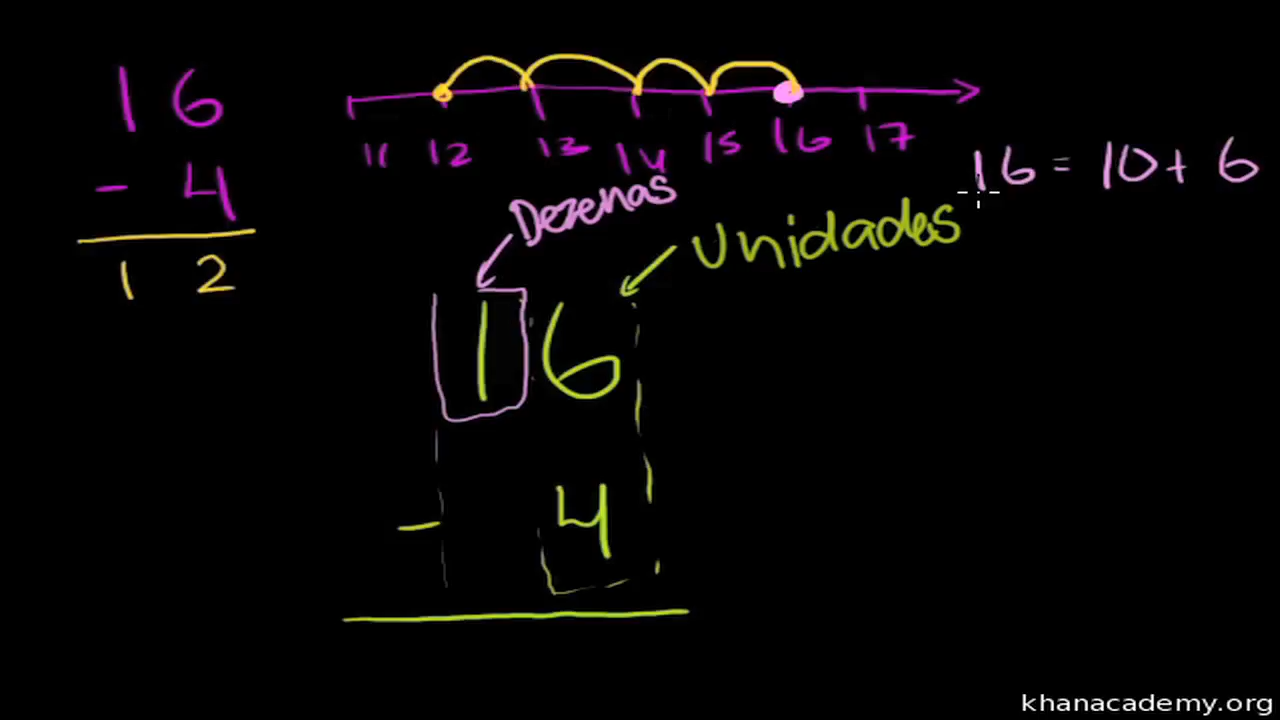 16
- 4
12
11 12 13 14 15 16 17
16 = 10 + 6
Dezenas
Unidades
16
- 4
khanacademy.org